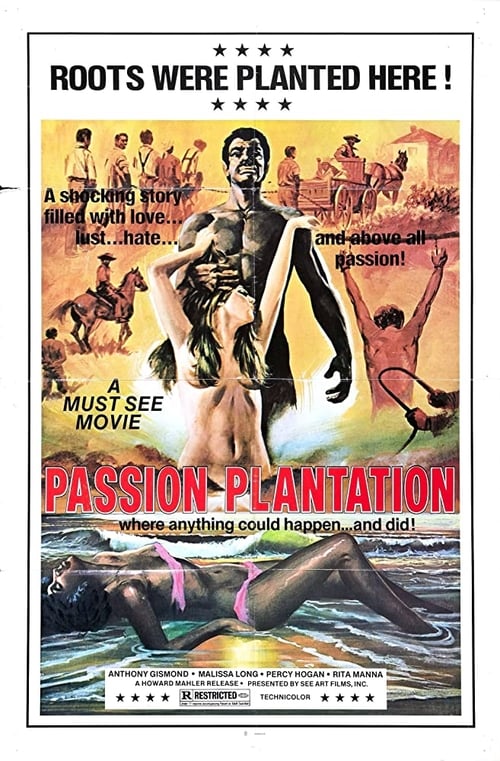 ★ ★ ★ ★
ROOTS WERE PLANTED HERE !
★ ★ ★ ★
A shocking story
filled with love...
lust...hate...
and above all
passion!
A
MUST SEE
MOVIE
PASSION PLANTATION
where anything could happen...and did!
ANTHONY GISMOND • MALISSA LONG • PERCY HOGAN • RITA MANNA
A HOWARD MAHLER RELEASE • PRESENTED BY SEE ART FILMS, INC.
★ ★ ★ ★ R RESTRICTED TECHNICOLOR ★ ★ ★ ★